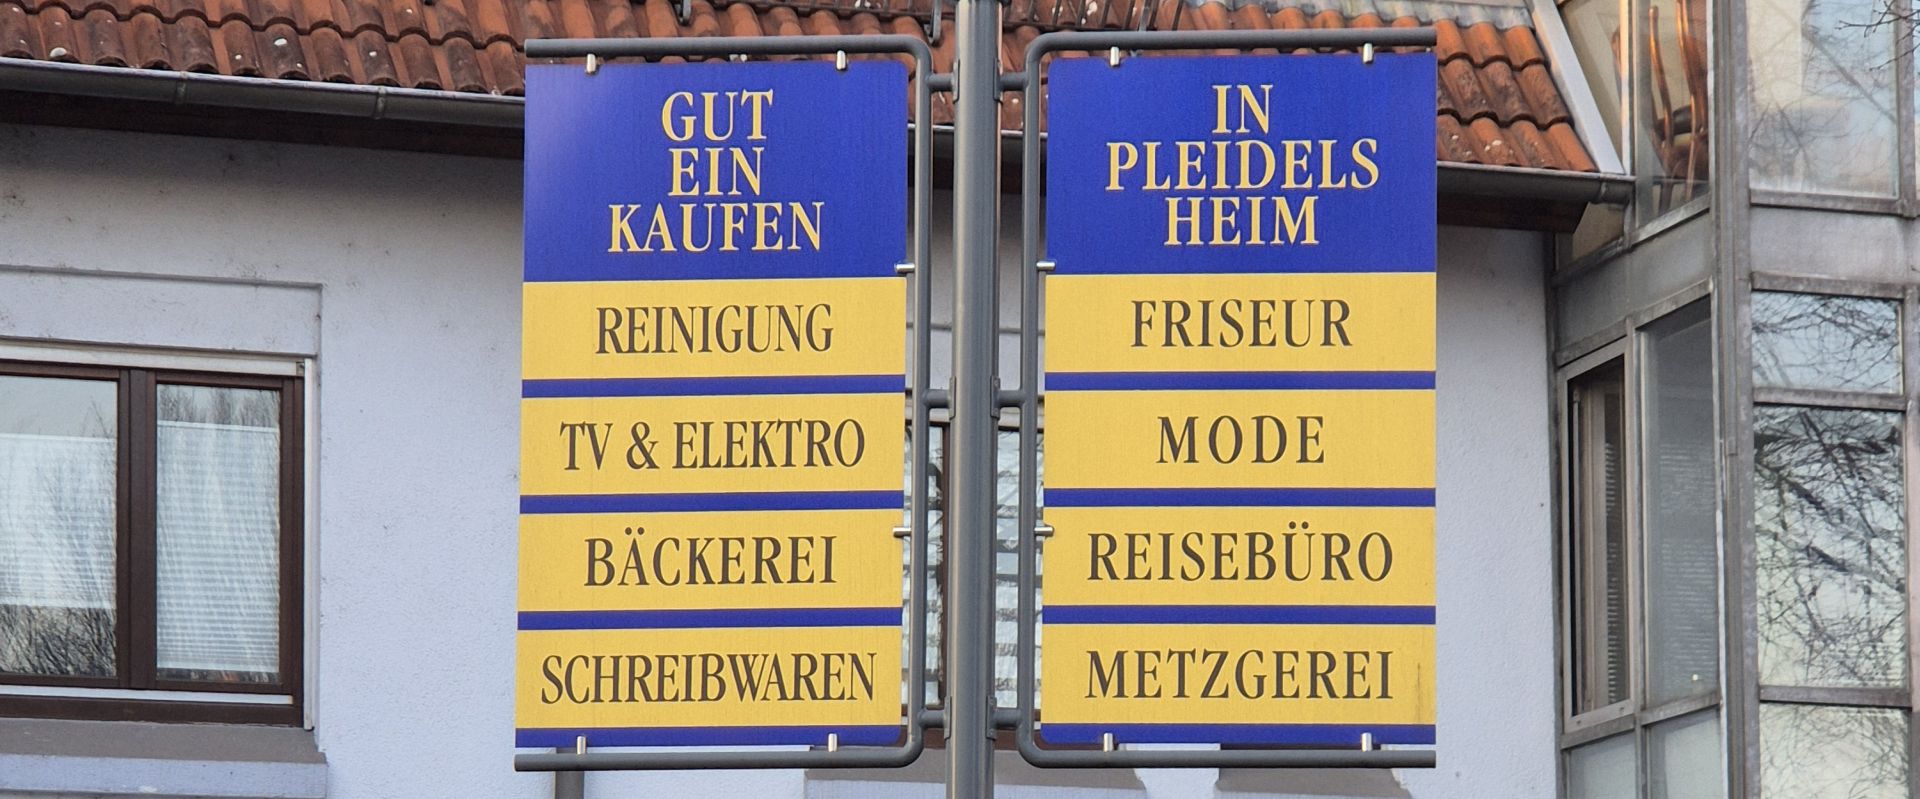 GUT
EIN
KAUFEN
REINIGUNG
TV & ELEKTRO
BÄCKEREI
SCHREIBWAREN
IN
PLEIDELS
HEIM
FRISEUR
MODE
REISEBÜRO
METZGEREI